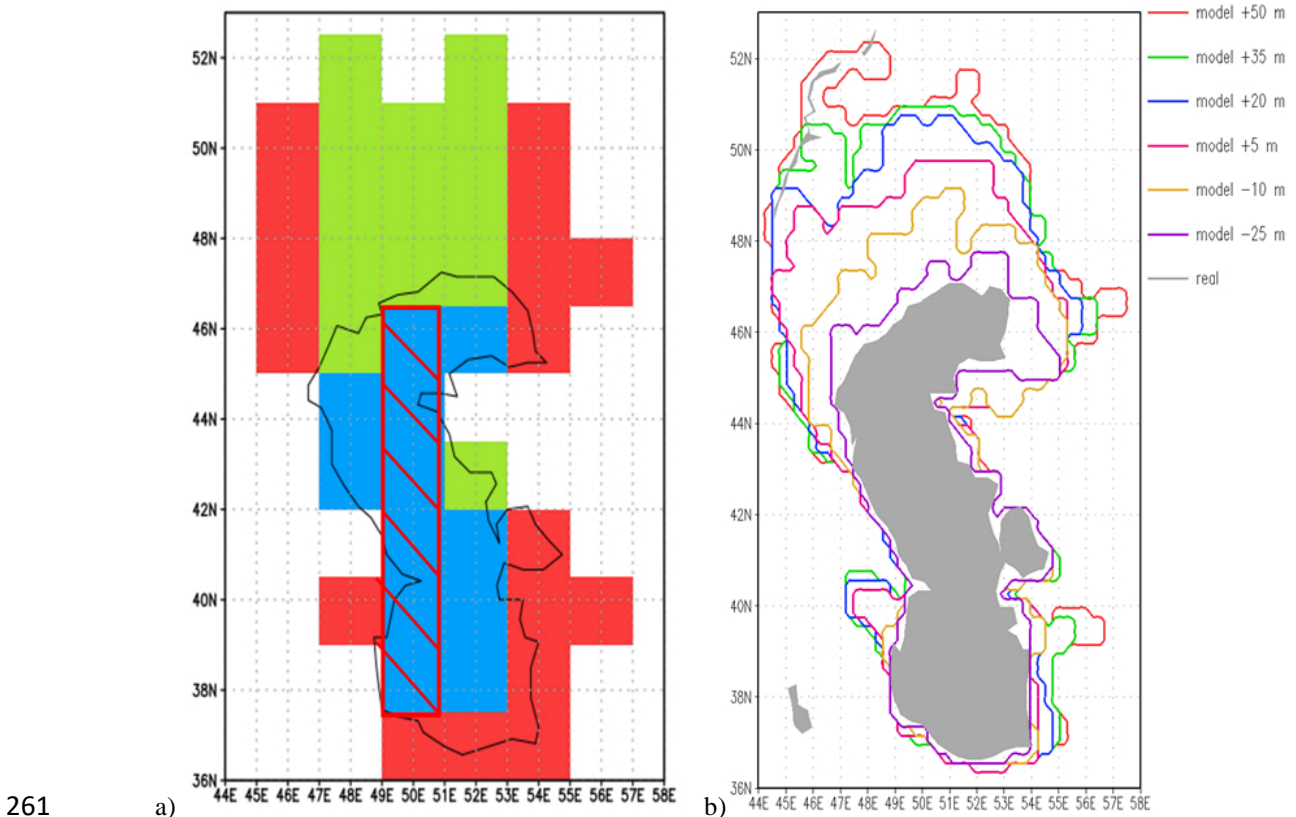 52N
50N
48N
46N
44N
42N
40N
38N
36N
44E 45E 46E 47E 48E 49E 50E 51E 52E 53E 54E 55E 56E 57E 58E
52N
50N
48N
46N
44N
42N
40N
38N
36N
44E 45E 46E 47E 48E 49E 50E 51E 52E 53E 54E 55E 56E 57E 58E
model +50 m
model +35 m
model +20 m
model +5 m
model −10 m
model −25 m
real
261 a) b)